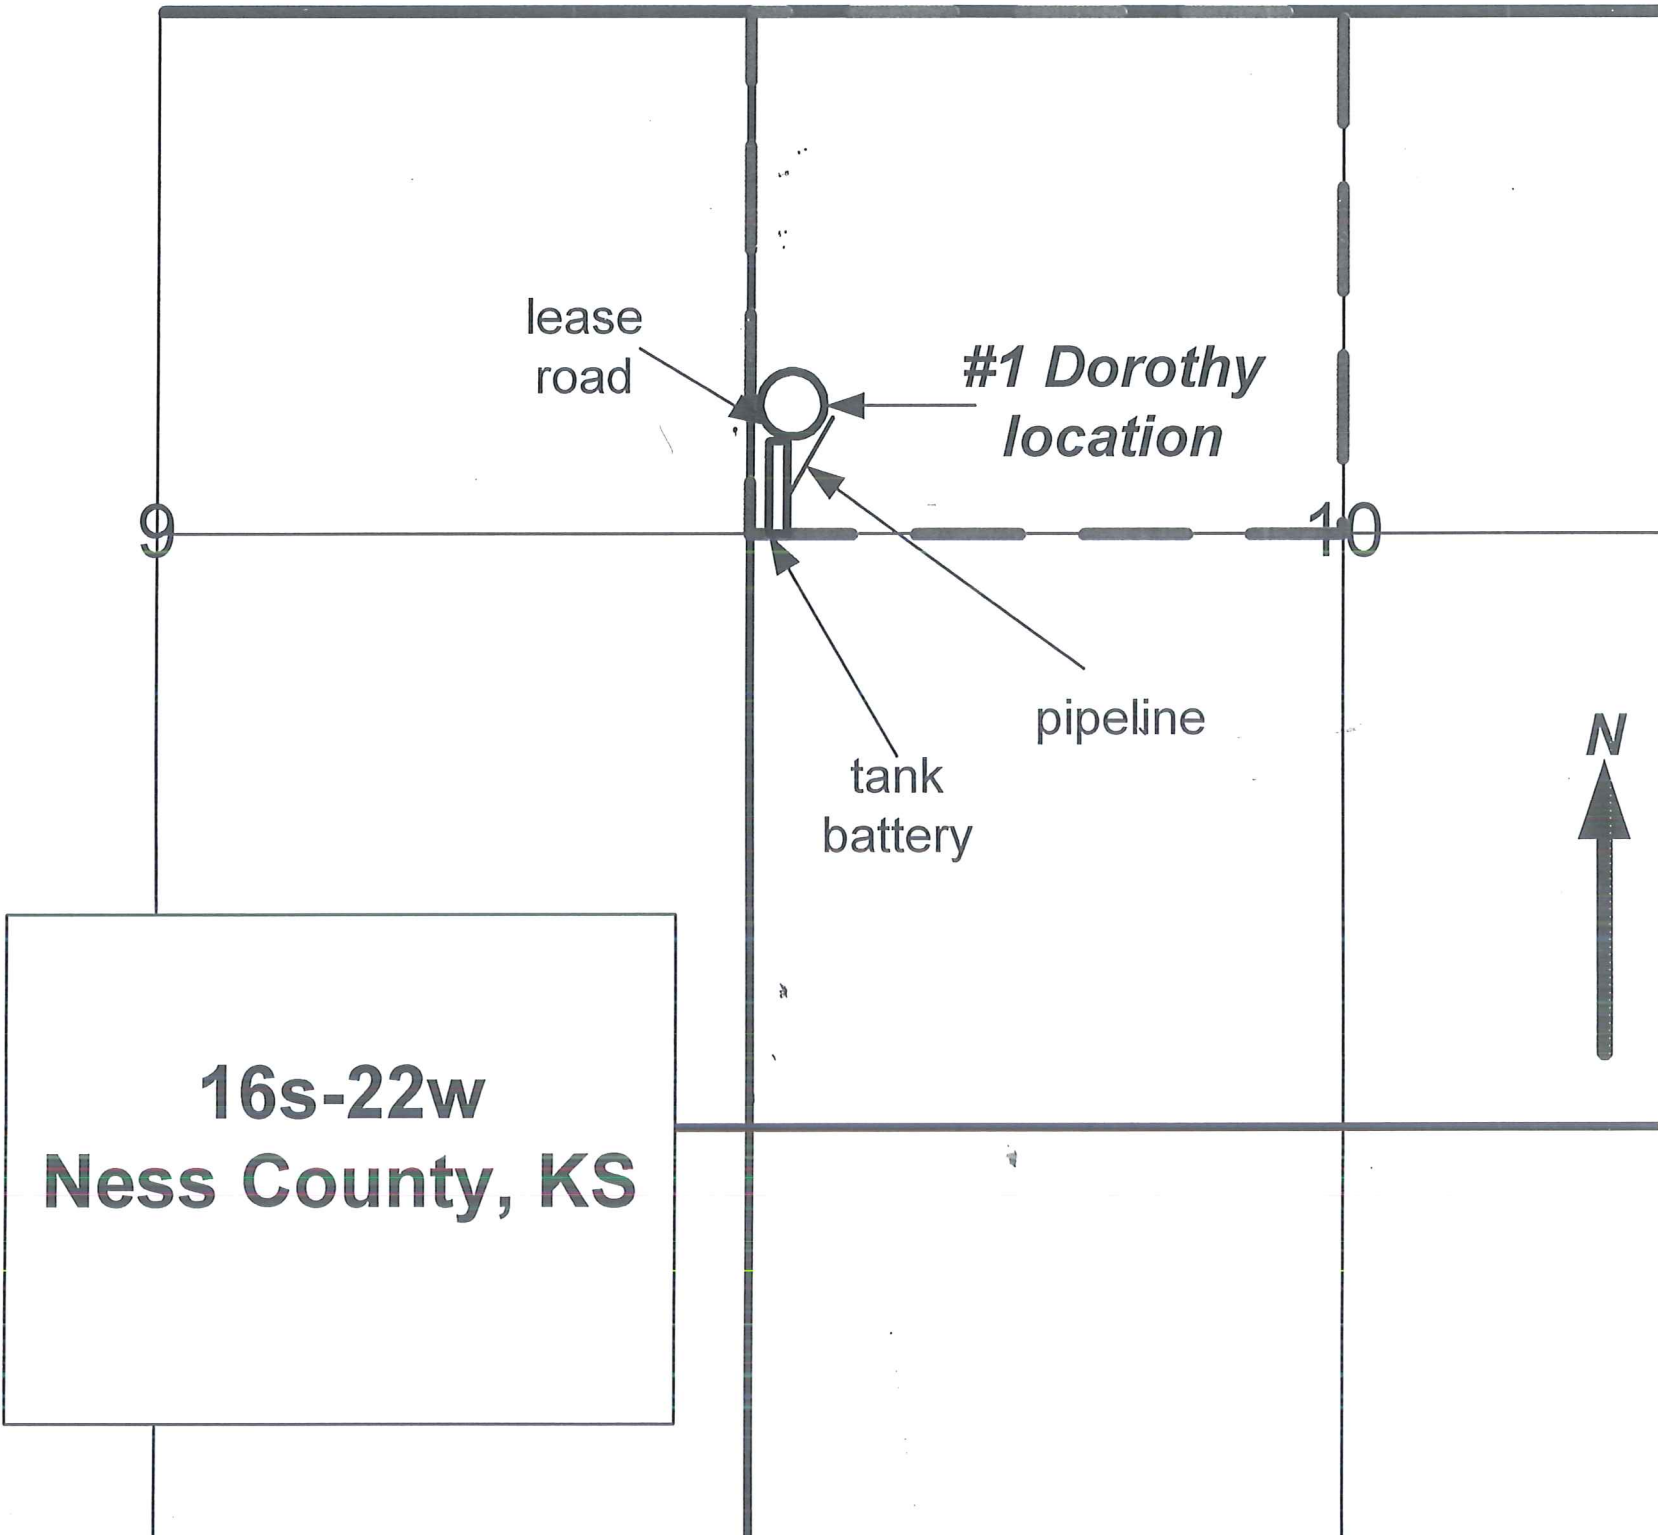 lease
road
#1 Dorothy
location
9
10
pipeline
tank
battery
N
16s-22w
Ness County, KS